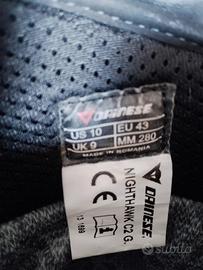 DAINESE
US 10
EU 43
UK 9
MM 280
MADE IN ROMANIA
DAINESE
NIGHTHAWK C2 G.
CE
subito